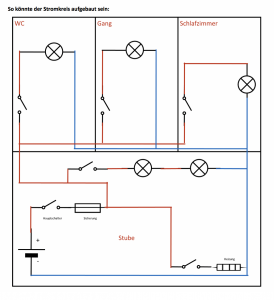 So könnte der Stromkreis aufgebaut sein:
WC
Gang
Schlafzimmer
Hauptschalter
Sicherung
Stube
+
-
Heizung